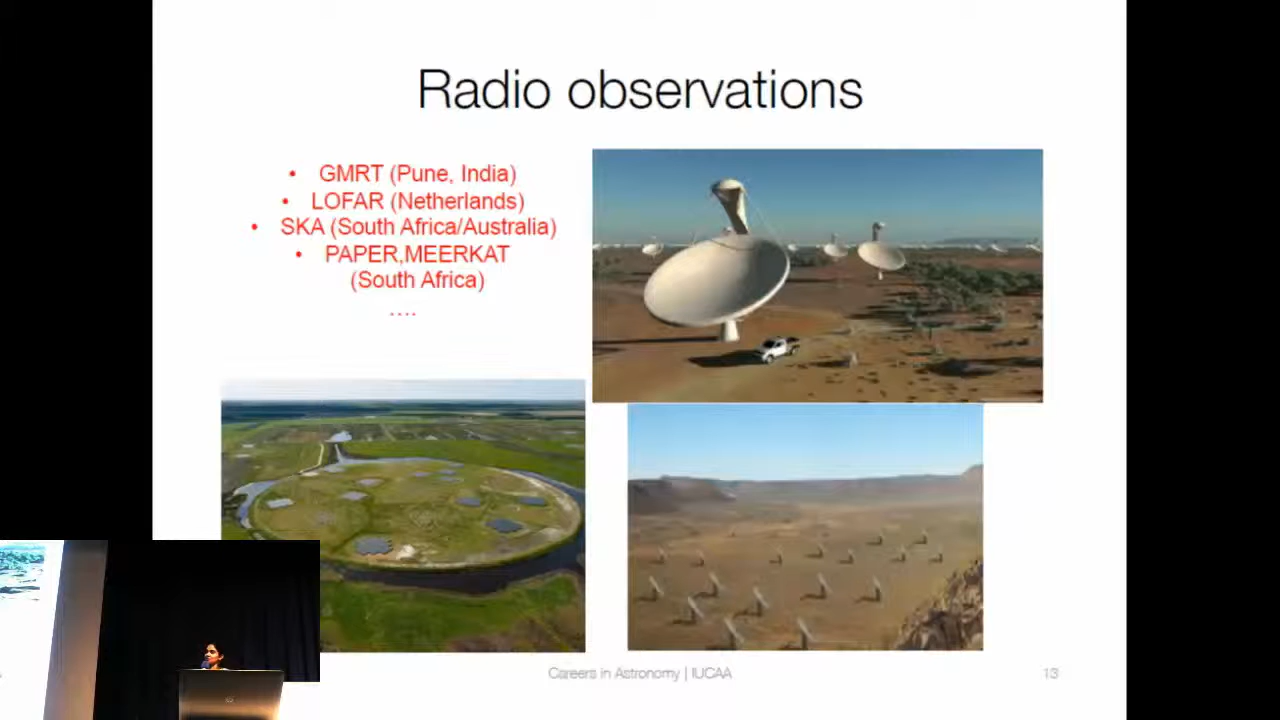 Radio observations
• GMRT (Pune, India)
• LOFAR (Netherlands)
• SKA (South Africa/Australia)
• PAPER,MEERKAT
(South Africa)
....
Careers in Astronomy | IUCAA
13